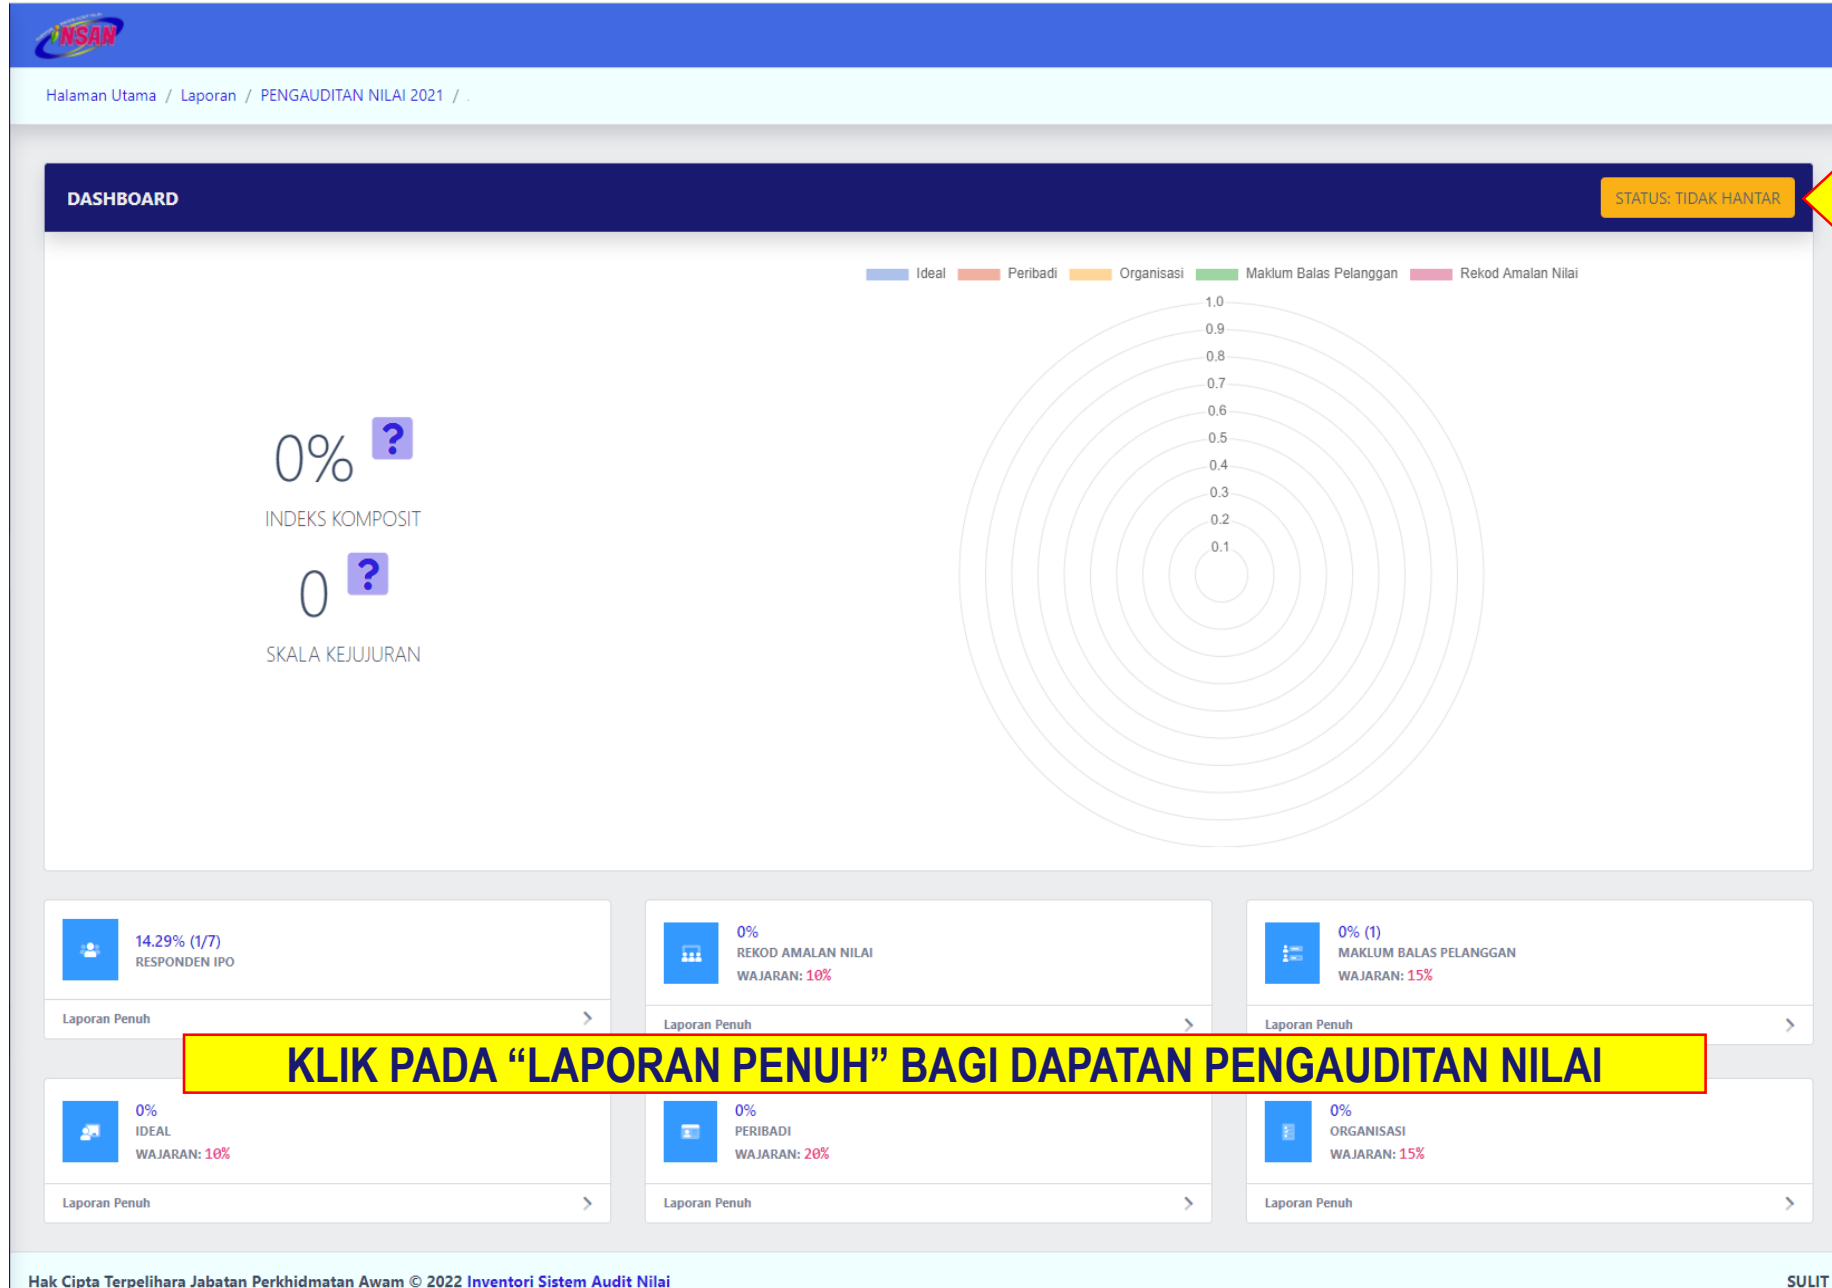 iNSAN
Halaman Utama / Laporan / PENGAUDITAN NILAI 2021 / .
DASHBOARD
STATUS: TIDAK HANTAR
Ideal Peribadi Organisasi Maklum Balas Pelanggan Rekod Amalan Nilai
1.0
0.9
0.8
0.7
0.6
0.5
0.4
0.3
0.2
0.1
0% ?
INDEKS KOMPOSIT
0 ?
SKALA KEJUJURAN
14.29% (1/7)
RESPONDEN IPO
Laporan Penuh
0%
REKOD AMALAN NILAI
WAJARAN: 10%
Laporan Penuh
0% (1)
MAKLUM BALAS PELANGGAN
WAJARAN: 15%
Laporan Penuh
KLIK PADA “LAPORAN PENUH” BAGI DAPATAN PENGAUDITAN NILAI
0%
IDEAL
WAJARAN: 10%
Laporan Penuh
0%
PERIBADI
WAJARAN: 20%
Laporan Penuh
0%
ORGANISASI
WAJARAN: 15%
Laporan Penuh
Hak Cipta Terpelihara Jabatan Perkhidmatan Awam © 2022 Inventori Sistem Audit Nilai
SULIT